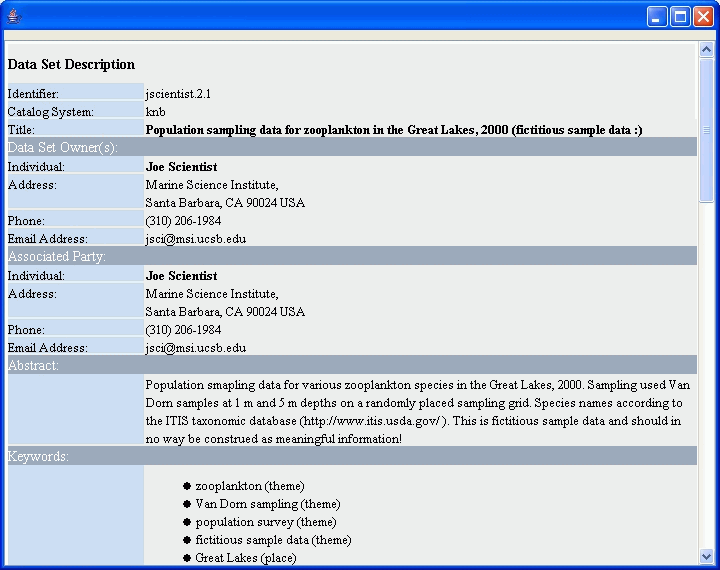 Data Set Description
Identifier: jscientist.2.1
Catalog System: knb
Title: Population sampling data for zooplankton in the Great Lakes, 2000 (fictitious sample data :)
Data Set Owner(s):
Individual: Joe Scientist
Address: Marine Science Institute,
Santa Barbara, CA 90024 USA
Phone: (310) 206-1984
Email Address: jsci@msi.ucsb.edu
Associated Party:
Individual: Joe Scientist
Address: Marine Science Institute,
Santa Barbara, CA 90024 USA
Phone: (310) 206-1984
Email Address: jsci@msi.ucsb.edu
Abstract:
Population smapling data for various zooplankton species in the Great Lakes, 2000. Sampling used Van
Dorn samples at 1 m and 5 m depths on a randomly placed sampling grid. Species names according to
the ITIS taxonomic database (http://www.itis.usda.gov/ ). This is fictitious sample data and should in
no way be construed as meaningful information!
Keywords:
● zooplankton (theme)
● Van Dorn sampling (theme)
● population survey (theme)
● fictitious sample data (theme)
● Great Lakes (place)